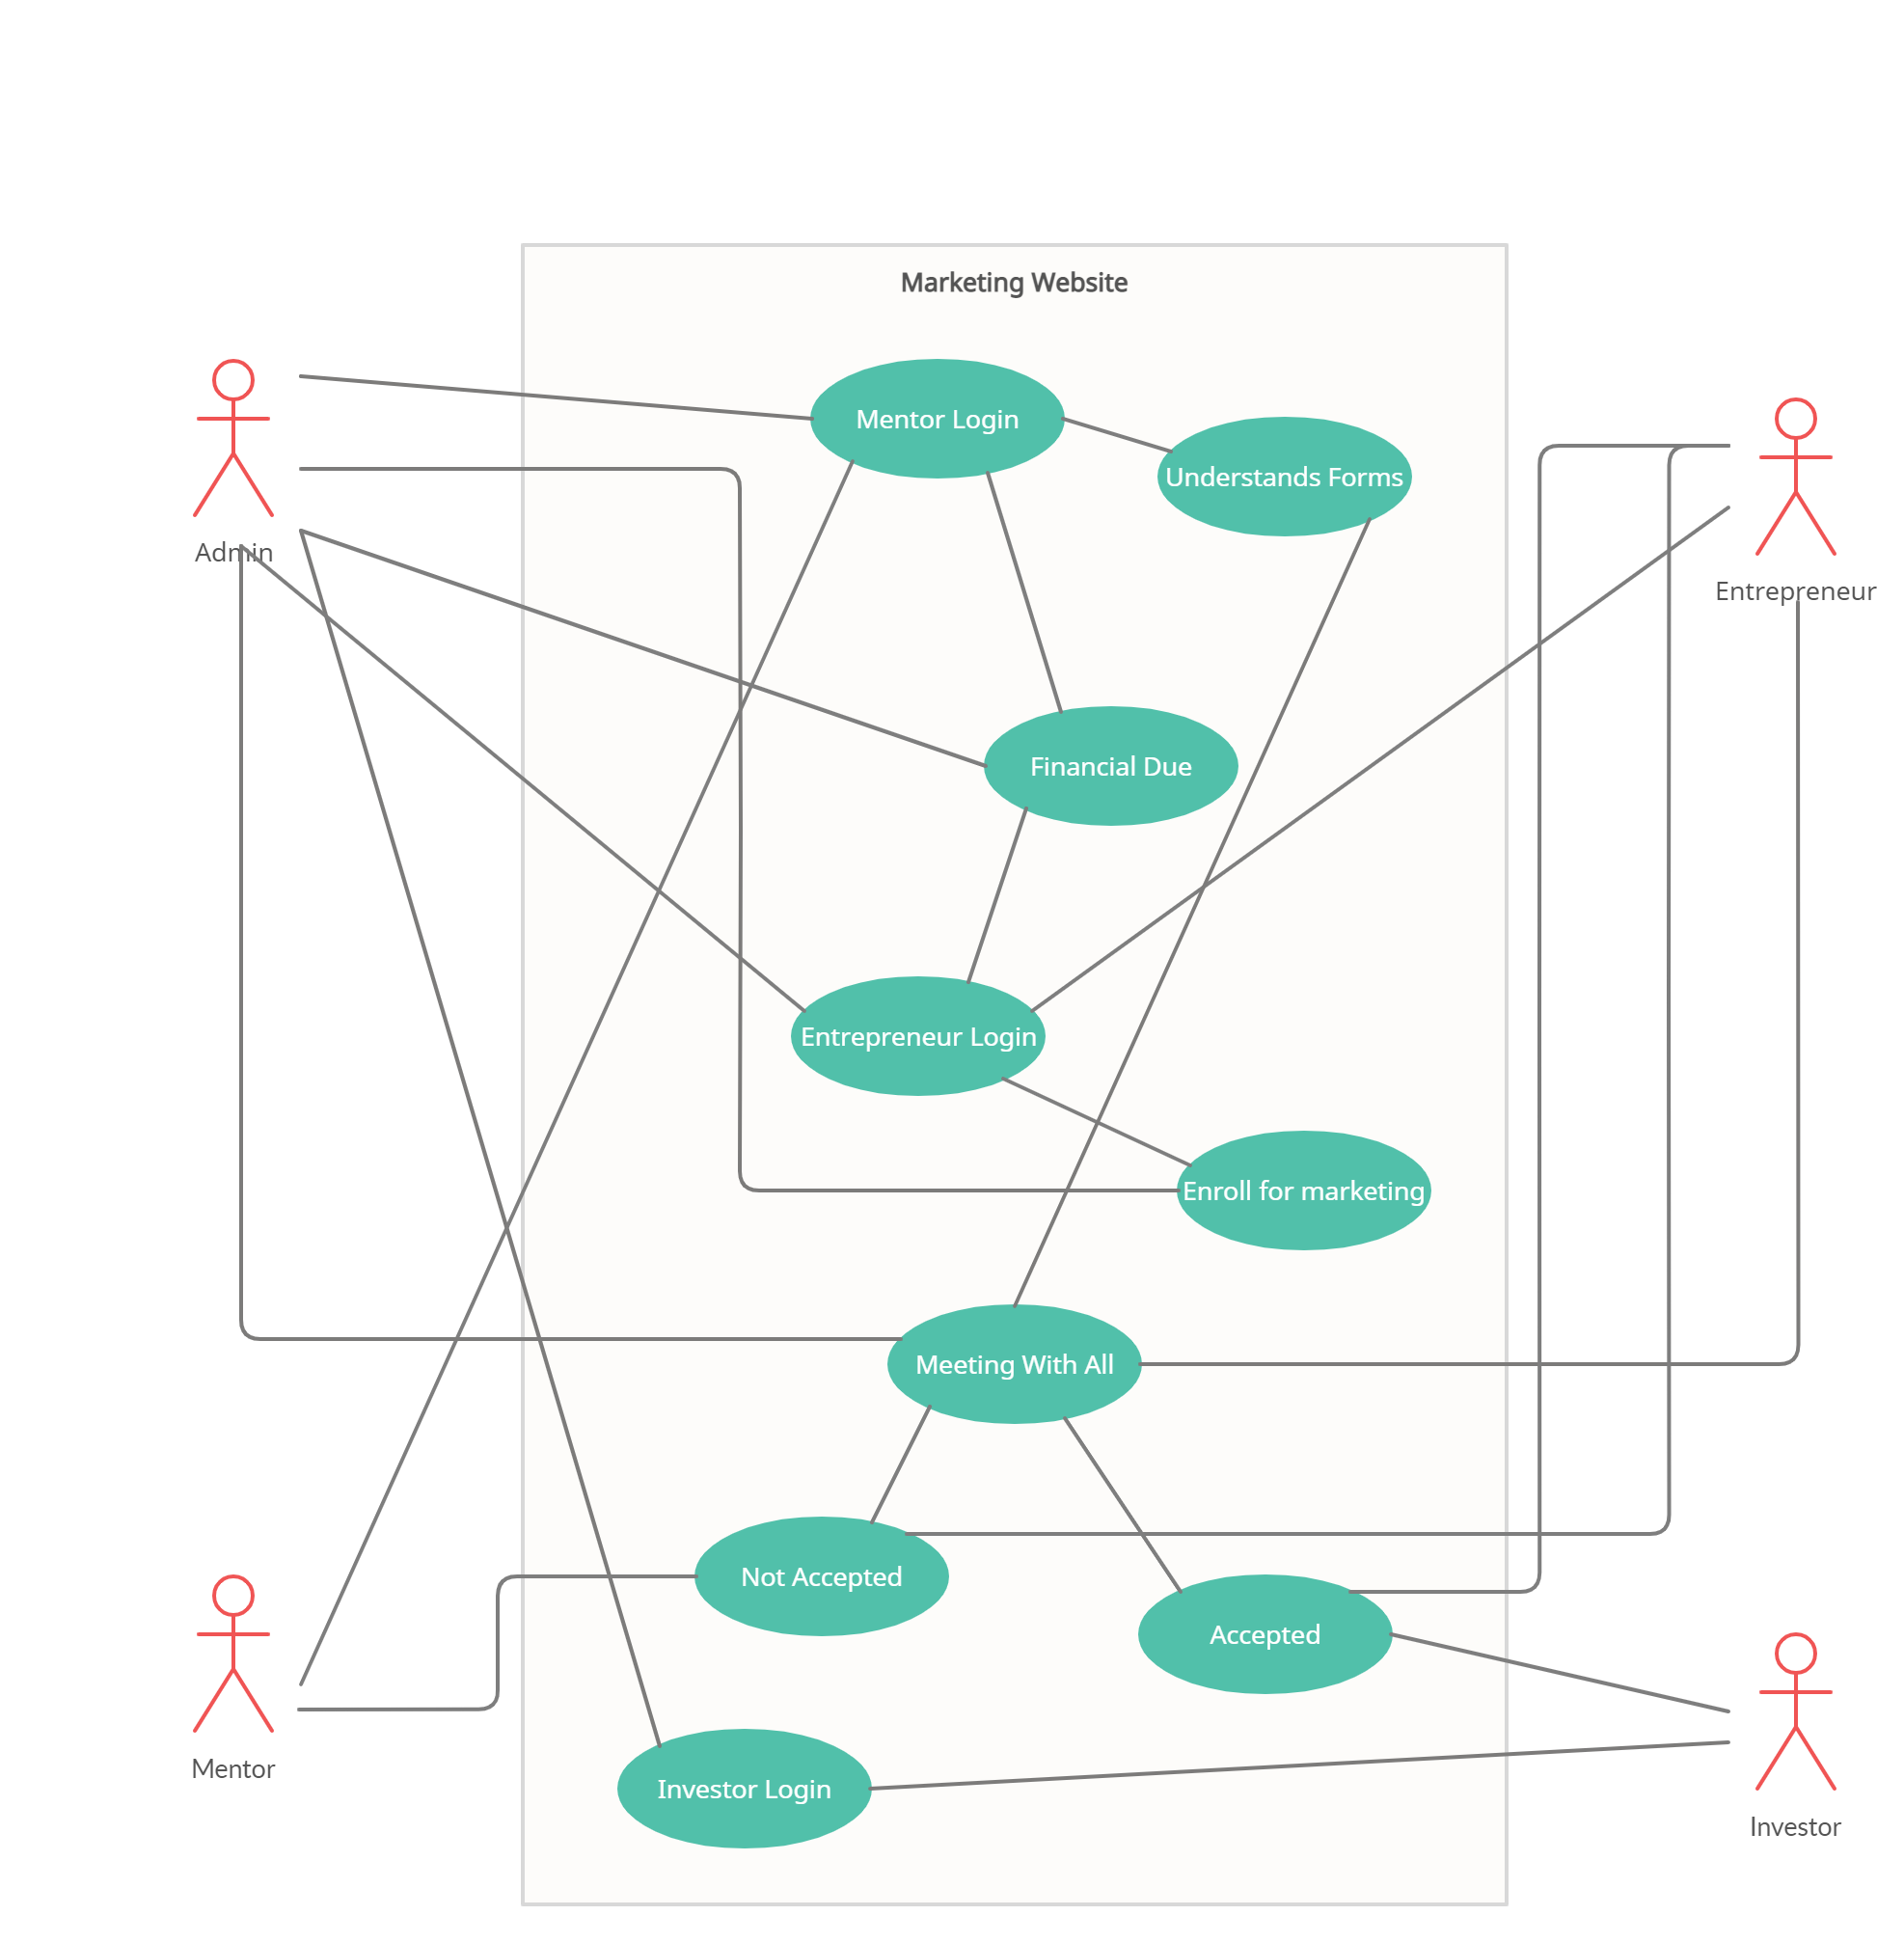 Marketing Website
Mentor Login
Understands Forms
Admin
Entrepreneur
Financial Due
Entrepreneur Login
Enroll for marketing
Meeting With All
Not Accepted
Accepted
Mentor
Investor Login
Investor